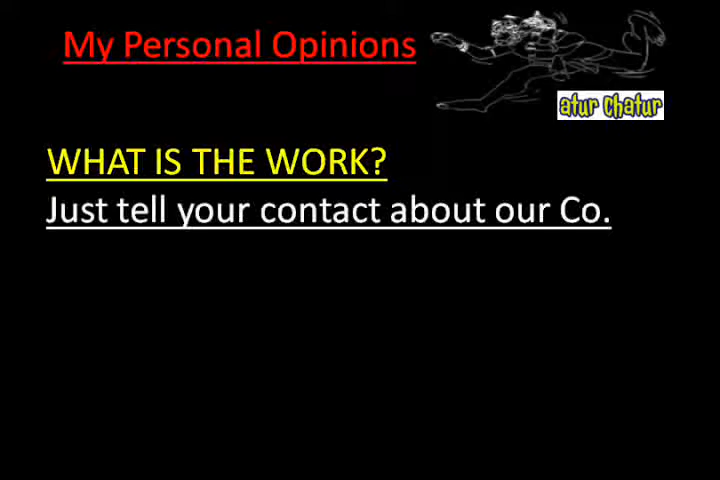 My Personal Opinions
atur chatur
WHAT IS THE WORK?
Just tell your contact about our Co.